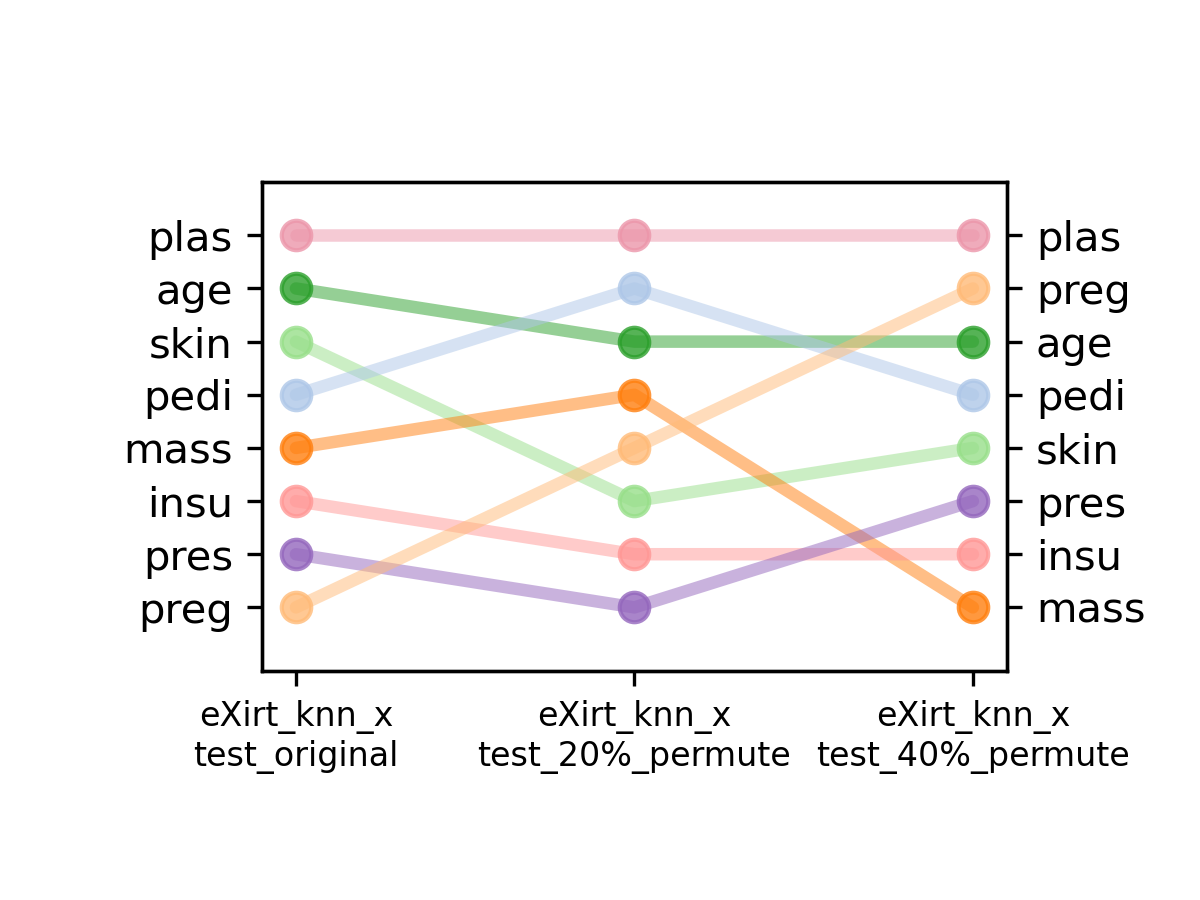 plas
age
skin
pedi
mass
insu
pres
preg
plas
preg
age
pedi
skin
pres
insu
mass
eXirt_knn_x
test_original
eXirt_knn_x
test_20%_permute
eXirt_knn_x
test_40%_permute